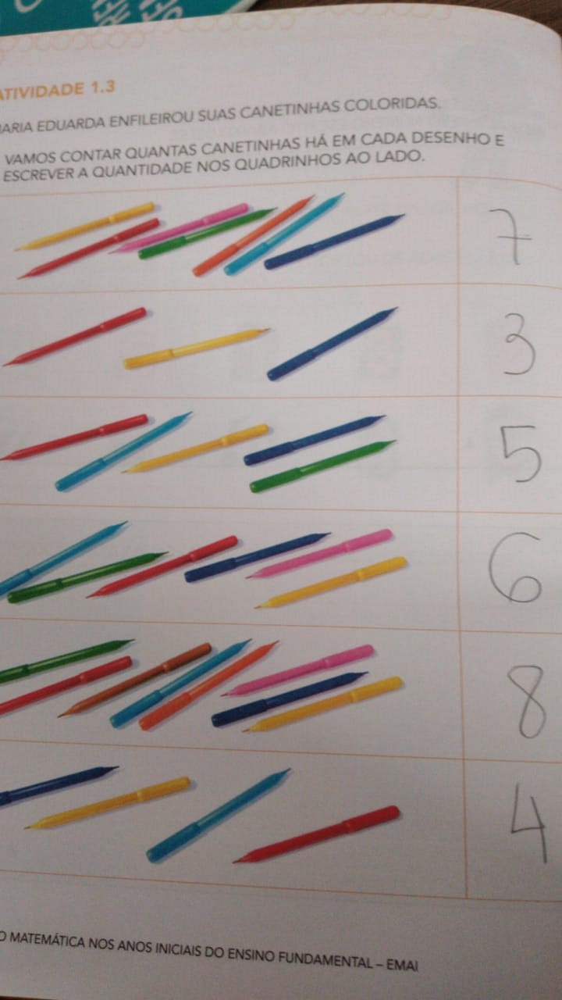 ATIVIDADE 1.3
MARIA EDUARDA ENFILEIROU SUAS CANETINHAS COLORIDAS.
VAMOS CONTAR QUANTAS CANETINHAS HÁ EM CADA DESENHO E
ESCREVER A QUANTIDADE NOS QUADRINHOS AO LADO.
7
3
5
6
8
4
MATEMÁTICA NOS ANOS INICIAIS DO ENSINO FUNDAMENTAL – EMAI